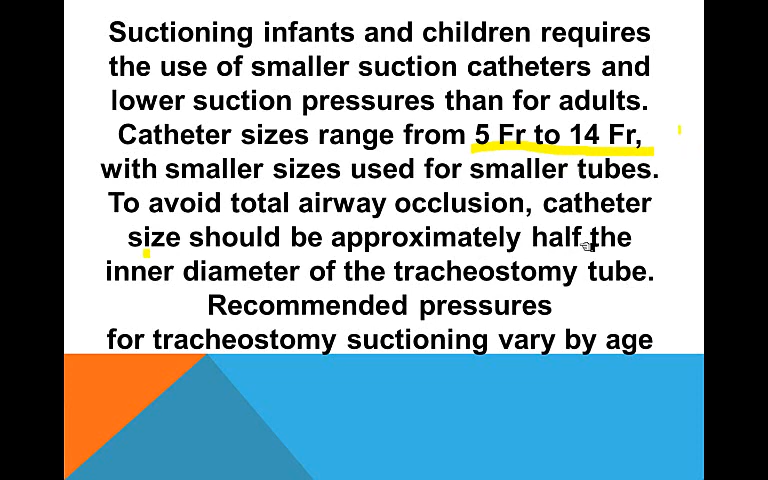 Suctioning infants and children requires
the use of smaller suction catheters and
lower suction pressures than for adults.
Catheter sizes range from 5 Fr to 14 Fr,
with smaller sizes used for smaller tubes.
To avoid total airway occlusion, catheter
size should be approximately half the
inner diameter of the tracheostomy tube.
Recommended pressures
for tracheostomy suctioning vary by age